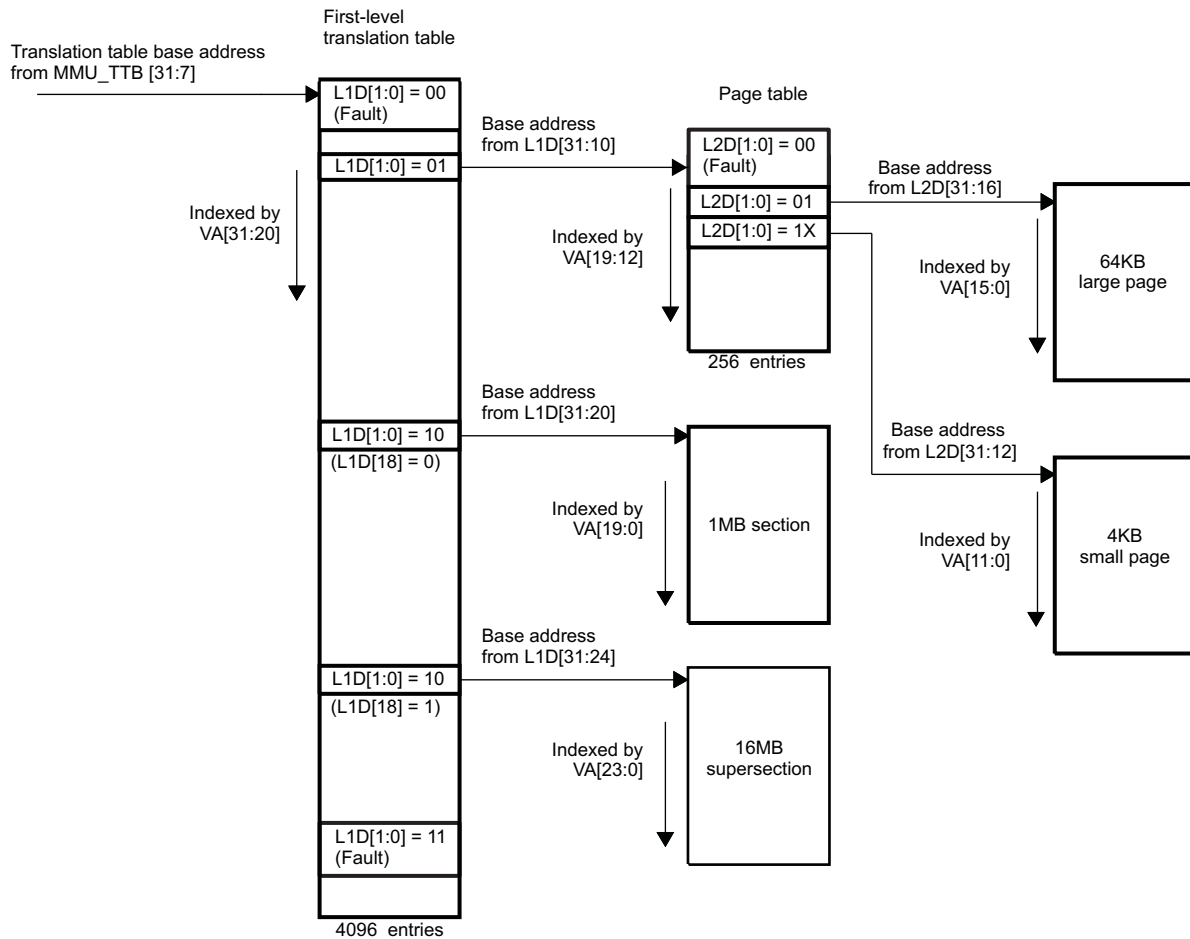 First-level
translation table
Translation table base address
from MMU_TTB [31:7]
L1D[1:0] = 00
(Fault)
Page table
Base address
from L1D[31:10]
L1D[1:0] = 01
L2D[1:0] = 00
(Fault)
Base address
from L2D[31:16]
L2D[1:0] = 01
L2D[1:0] = 1X
Indexed by
VA[31:20]
Indexed by
VA[19:12]
Indexed by
VA[15:0]
64KB
large page
256 entries
Base address
from L1D[31:20]
L1D[1:0] = 10
(L1D[18] = 0)
Base address
from L2D[31:12]
Indexed by
VA[19:0]
1MB section
Indexed by
VA[11:0]
4KB
small page
Base address
from L1D[31:24]
L1D[1:0] = 10
(L1D[18] = 1)
Indexed by
VA[23:0]
16MB
supersection
L1D[1:0] = 11
(Fault)
4096 entries